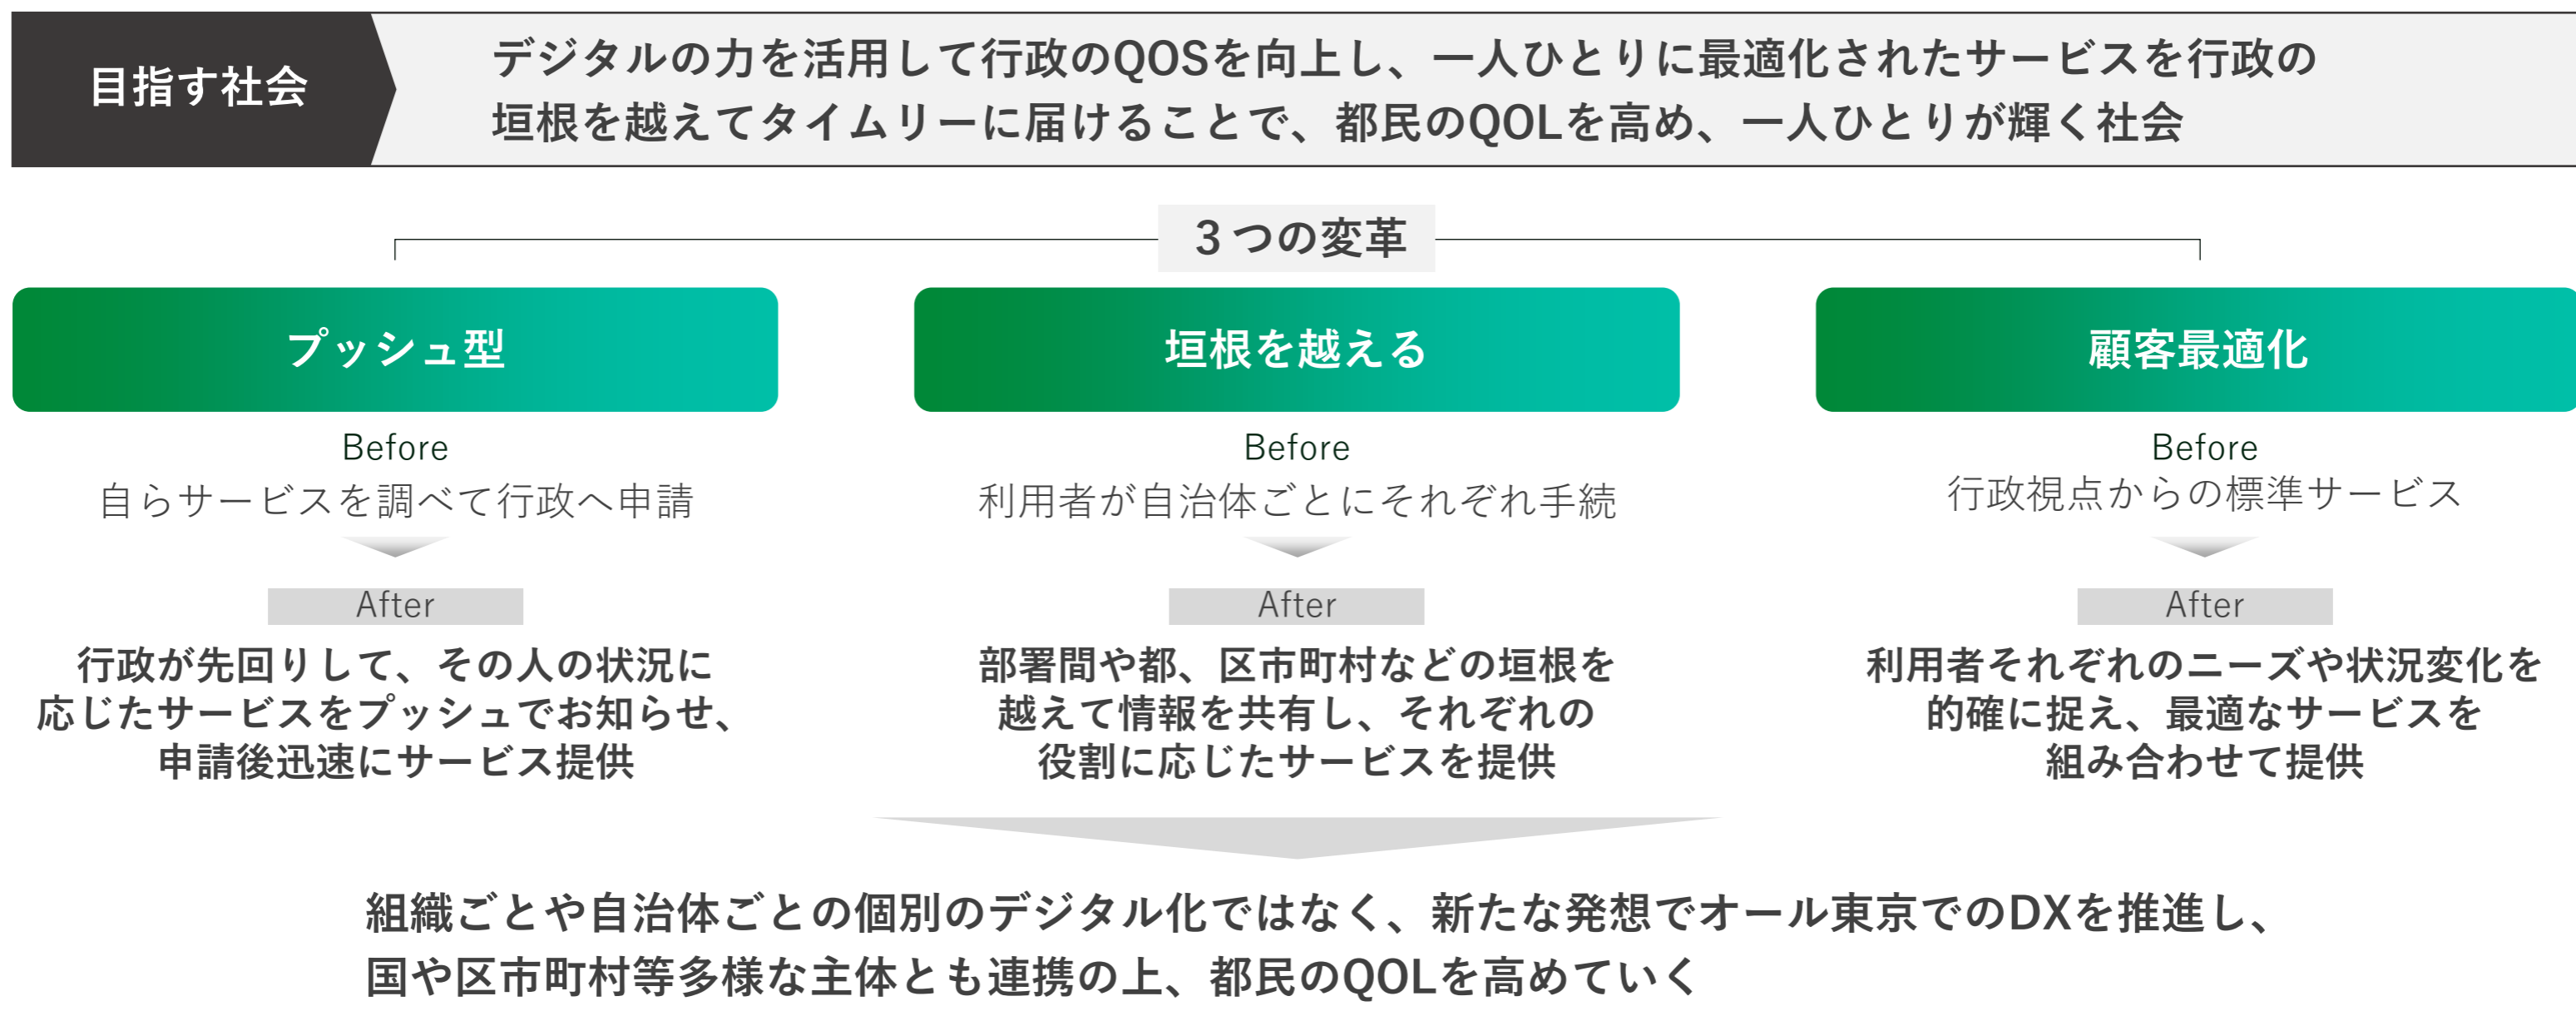 目指す社会
デジタルの力を活用して行政のQOSを向上し、一人ひとりに最適化されたサービスを行政の
垣根を越えてタイムリーに届けることで、都民のQOLを高め、一人ひとりが輝く社会
３つの変革
プッシュ型
Before
自らサービスを調べて行政へ申請
After
行政が先回りして、その人の状況に
応じたサービスをプッシュでお知らせ、
申請後迅速にサービス提供
垣根を越える
Before
利用者が自治体ごとにそれぞれ手続
After
部署間や都、区市町村などの垣根を
越えて情報を共有し、それぞれの
役割に応じたサービスを提供
顧客最適化
Before
行政視点からの標準サービス
After
利用者それぞれのニーズや状況変化を
的確に捉え、最適なサービスを
組み合わせて提供
組織ごとや自治体ごとの個別のデジタル化ではなく、新たな発想でオール東京でのDXを推進し、
国や区市町村等多様な主体とも連携の上、都民のQOLを高めていく